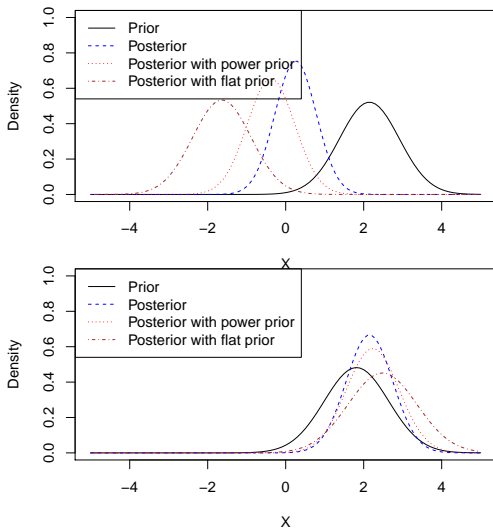 1.0
0.8
0.6
0.4
0.2
0.0
Density
Prior
Posterior
Posterior with power prior
Posterior with flat prior
−4 −2 0 2 4
X
1.0
0.8
0.6
0.4
0.2
0.0
Density
Prior
Posterior
Posterior with power prior
Posterior with flat prior
−4 −2 0 2 4
X